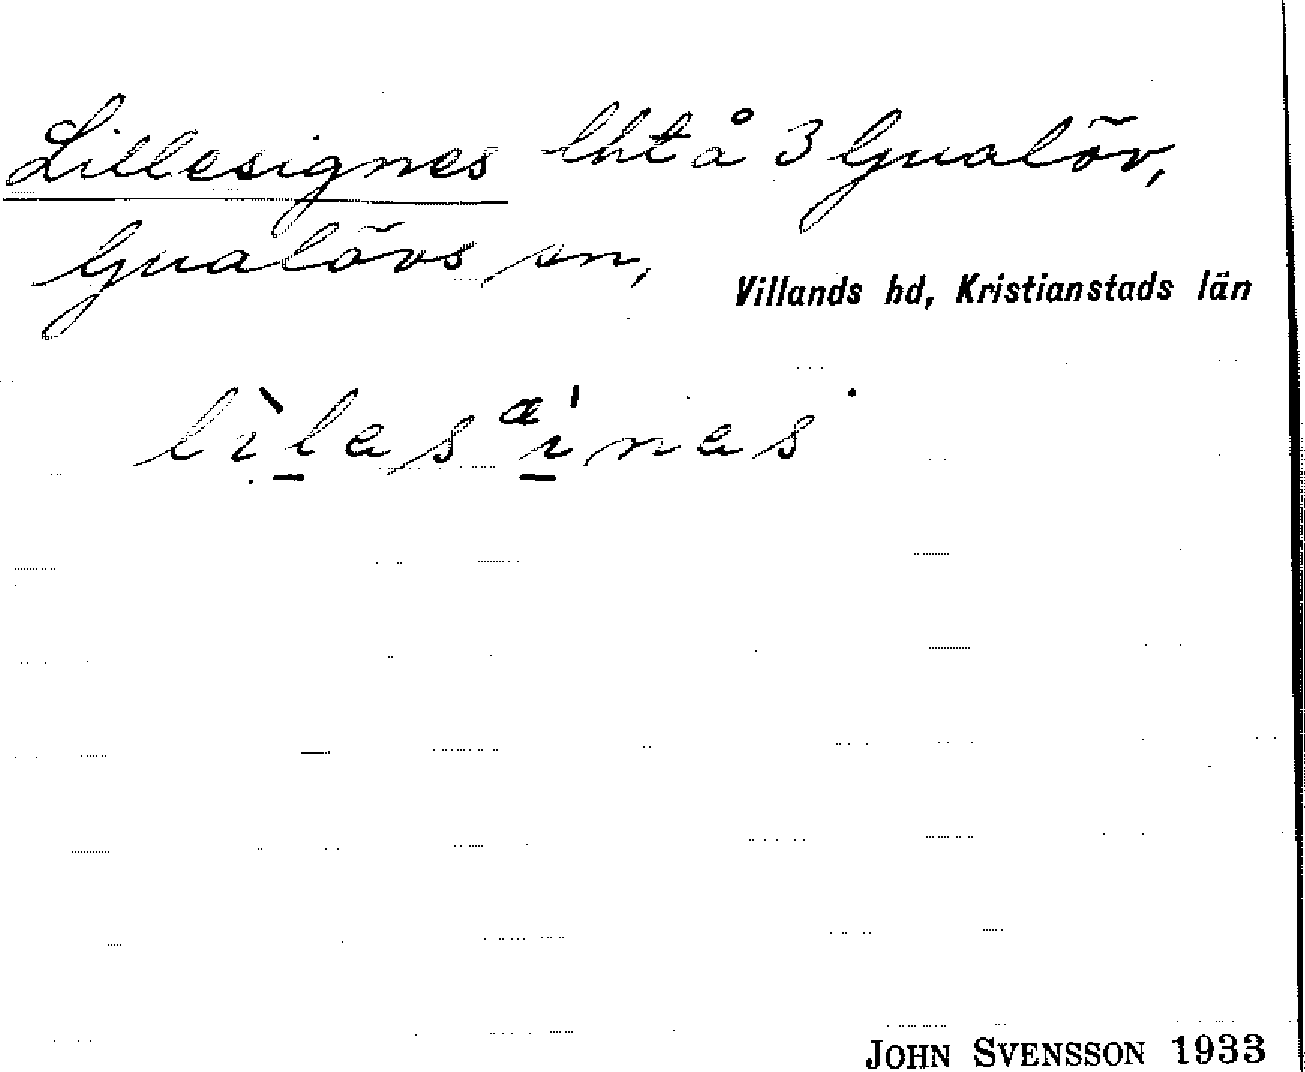 Lillesignes lht å 3 Gualöv,
Gualövs sn,
Villands hd, Kristianstads län
JOHN SVENSSON 1933